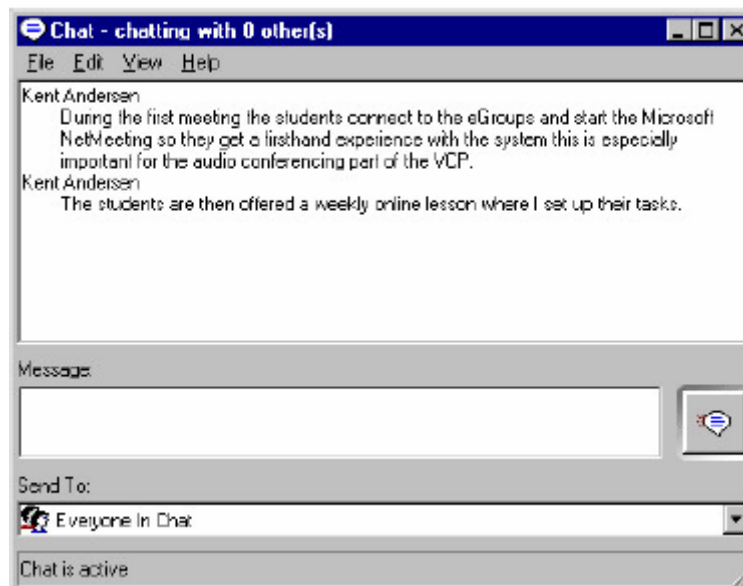 Chat - chatting with 0 other(s)
File Edit View Help
Kent Andersen
During the first meeting the students connect to the eGroups and start the Microsoft
NetMeeting so they get a firsthand experience with the system this is especially
important for the audio conferencing part of the VCP.
Kent Andersen
The students are then offered a weekly online lesson where I set up their tasks.
Message:
Send To:
Everyone In Chat
Chat is active